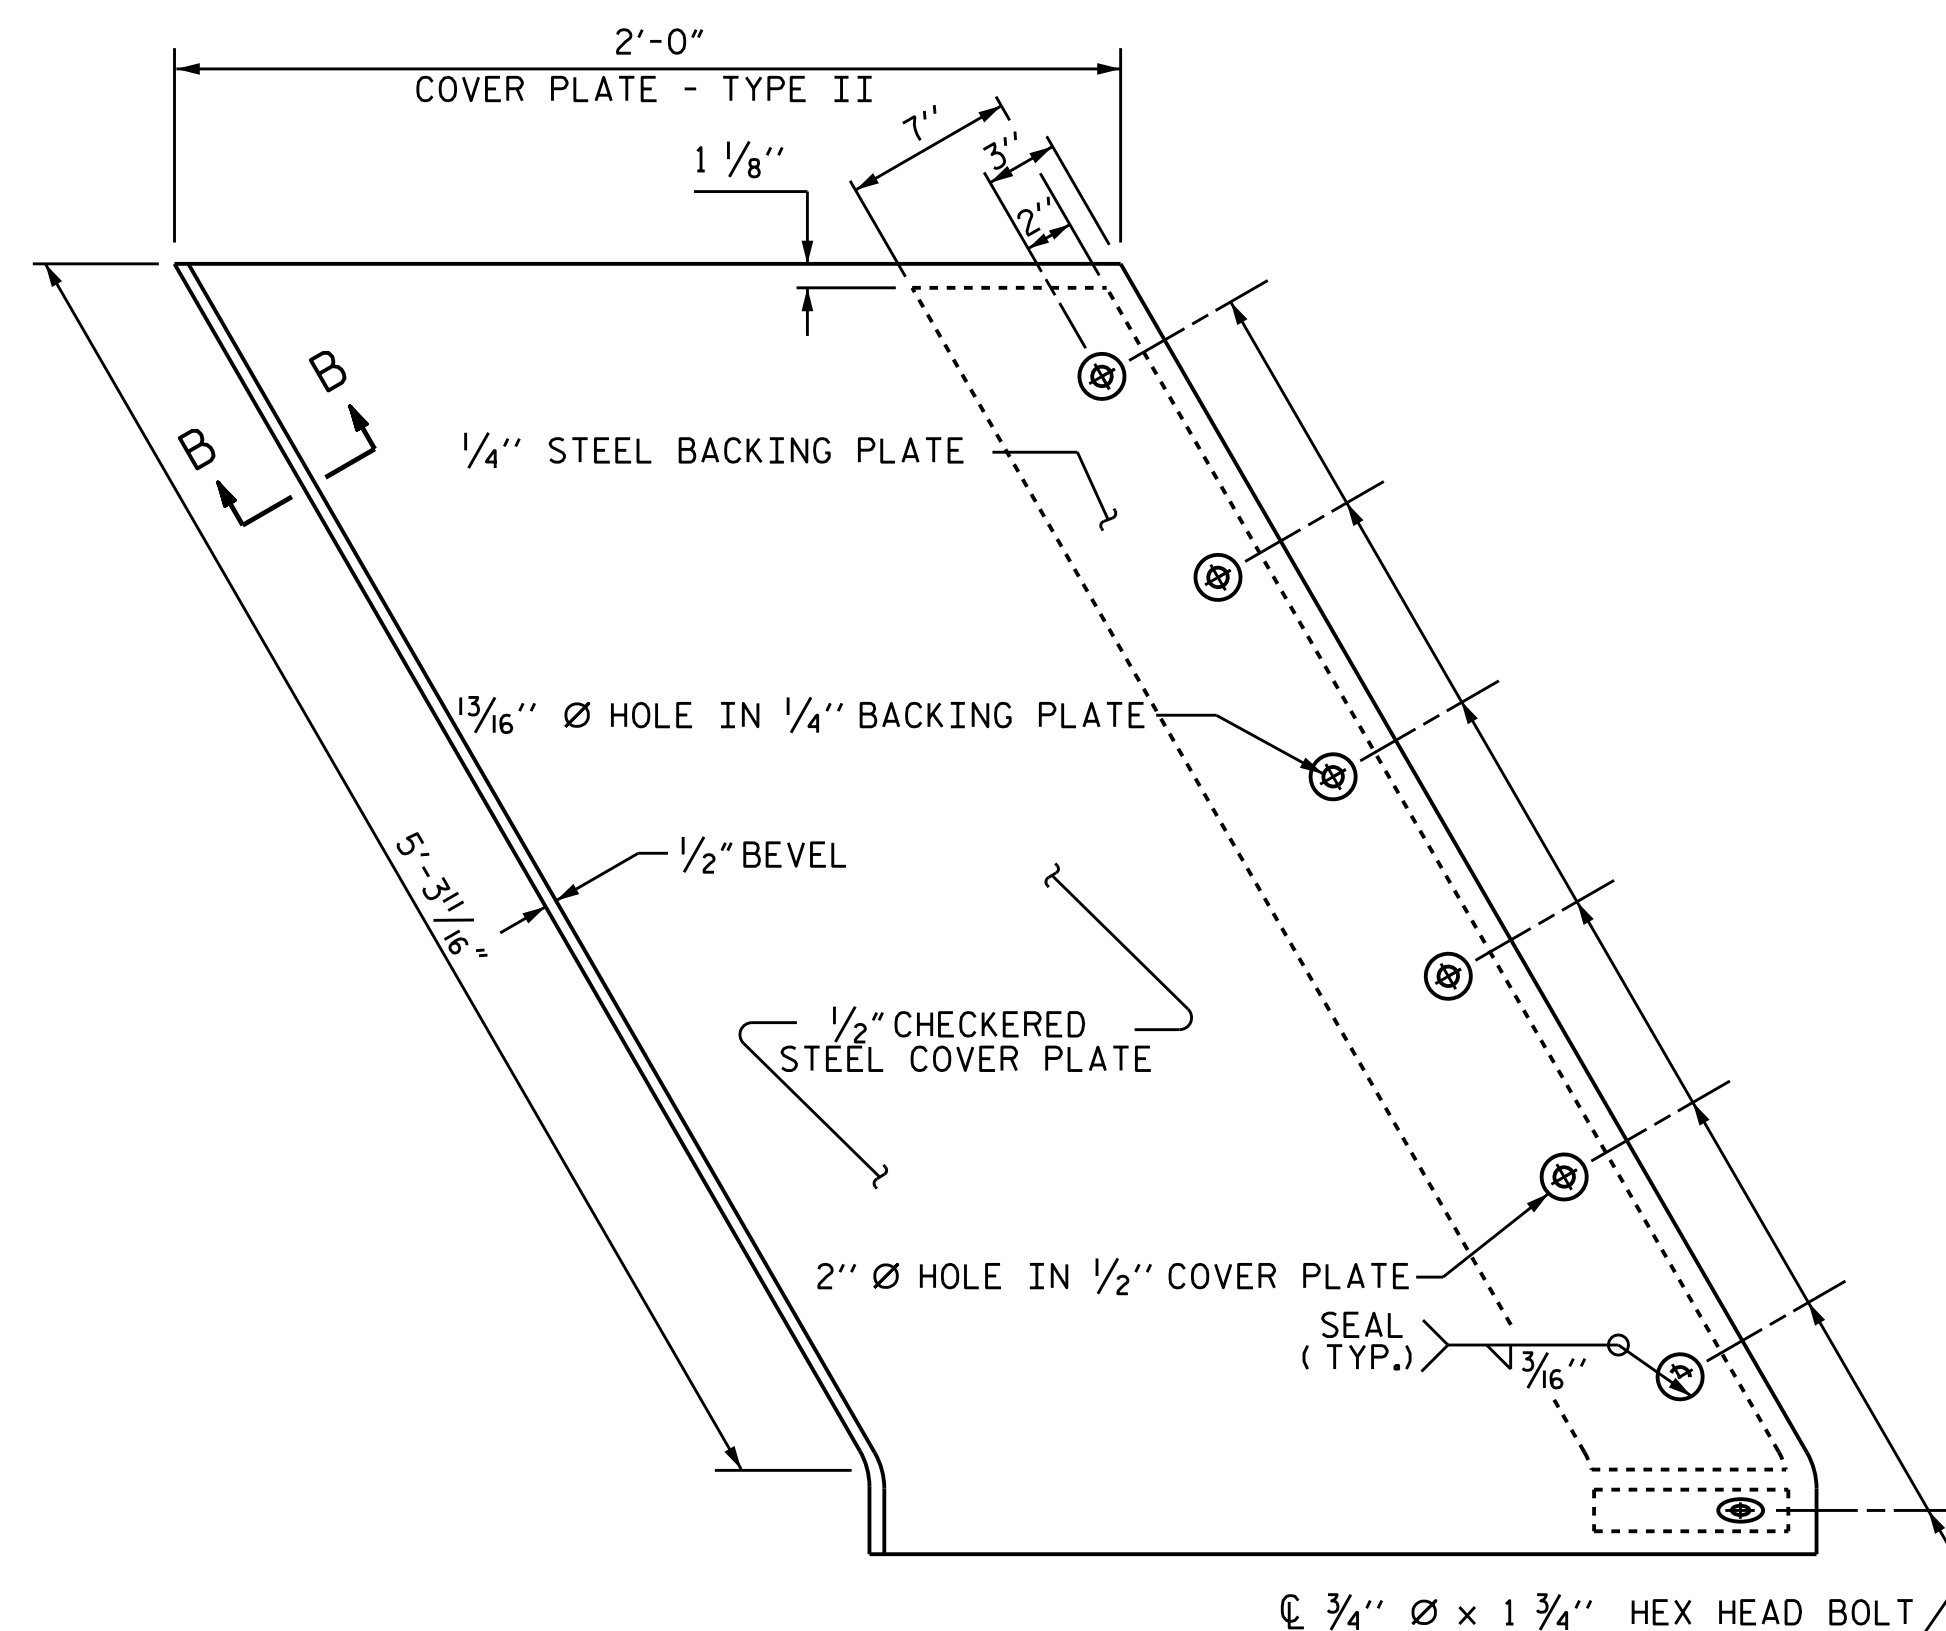 2'-0"
COVER PLATE - TYPE II
7''
3''
1 1/8''
2''
B
B
1/4'' STEEL BACKING PLATE
13/16'' Ø HOLE IN 1/4'' BACKING PLATE
1/2" BEVEL
5'-3 11/16"
1/2" CHECKERED
STEEL COVER PLATE
2'' Ø HOLE IN 1/2'' COVER PLATE
SEAL
(TYP.)
3/16''
℄ 3/4'' Ø x 1 3/4'' HEX HEAD BOLT